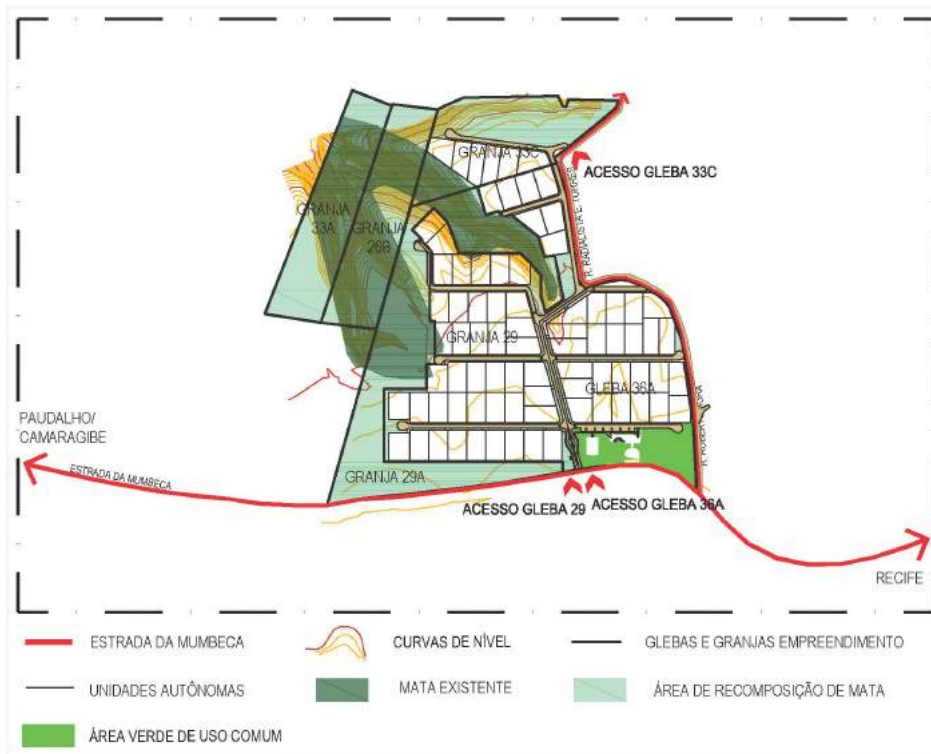 GRANJA 33C
ACESSO GLEBA 33C
R. RADIALISTA E. TORRES
GRANJA
33A
GRANJA
26B
GRANJA 29
GLEBA 36A
PAUDALHO/
CAMARAGIBE
ESTRADA DA MUMBECA
GRANJA 29A
ACESSO GLEBA 29
ACESSO GLEBA 36A
RECIFE
ESTRADA DA MUMBECA
CURVAS DE NÍVEL
GLEBAS E GRANJAS EMPREENDIMENTO
UNIDADES AUTÔNOMAS
MATA EXISTENTE
ÁREA DE RECOMPOSIÇÃO DE MATA
ÁREA VERDE DE USO COMUM